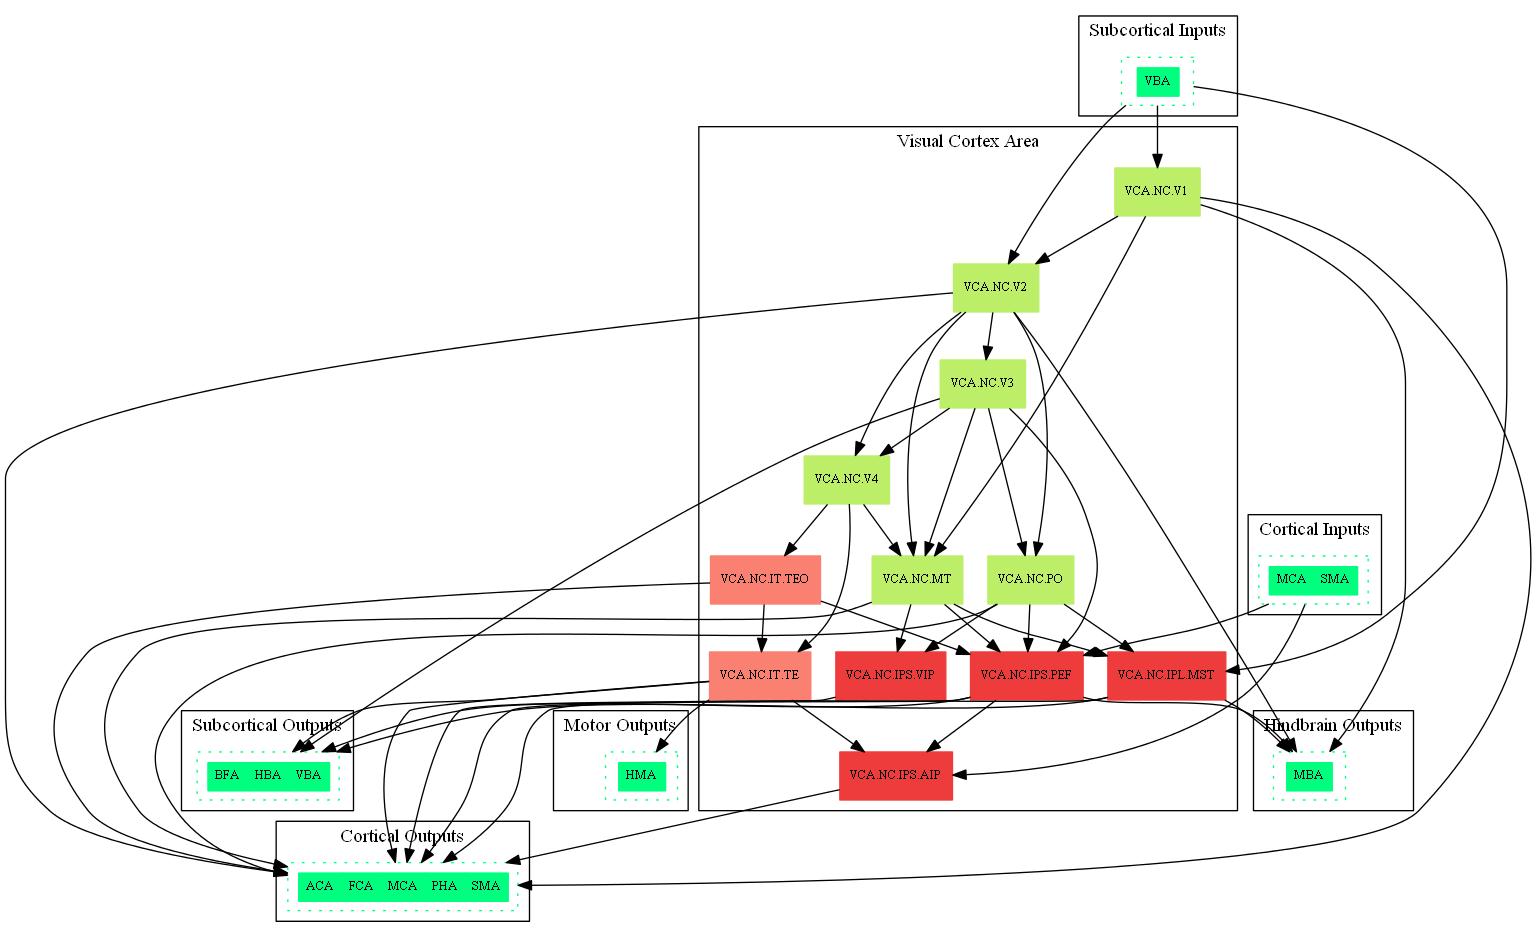 Subcortical Inputs
VBA
Visual Cortex Area
VCA.NC.V1
VCA.NC.V2
VCA.NC.V3
VCA.NC.V4
Cortical Inputs
MCA SMA
VCA.NC.IT.TEO
VCA.NC.MT
VCA.NC.PO
VCA.NC.IT.TE
VCA.NC.IPS.VIP
VCA.NC.IPS.PEF
VCA.NC.IPL.MST
Subcortical Outputs
BFA HBA VBA
Motor Outputs
HMA
VCA.NC.IPS.AIP
Hindbrain Outputs
MBA
Cortical Outputs
ACA FCA MCA PHA SMA